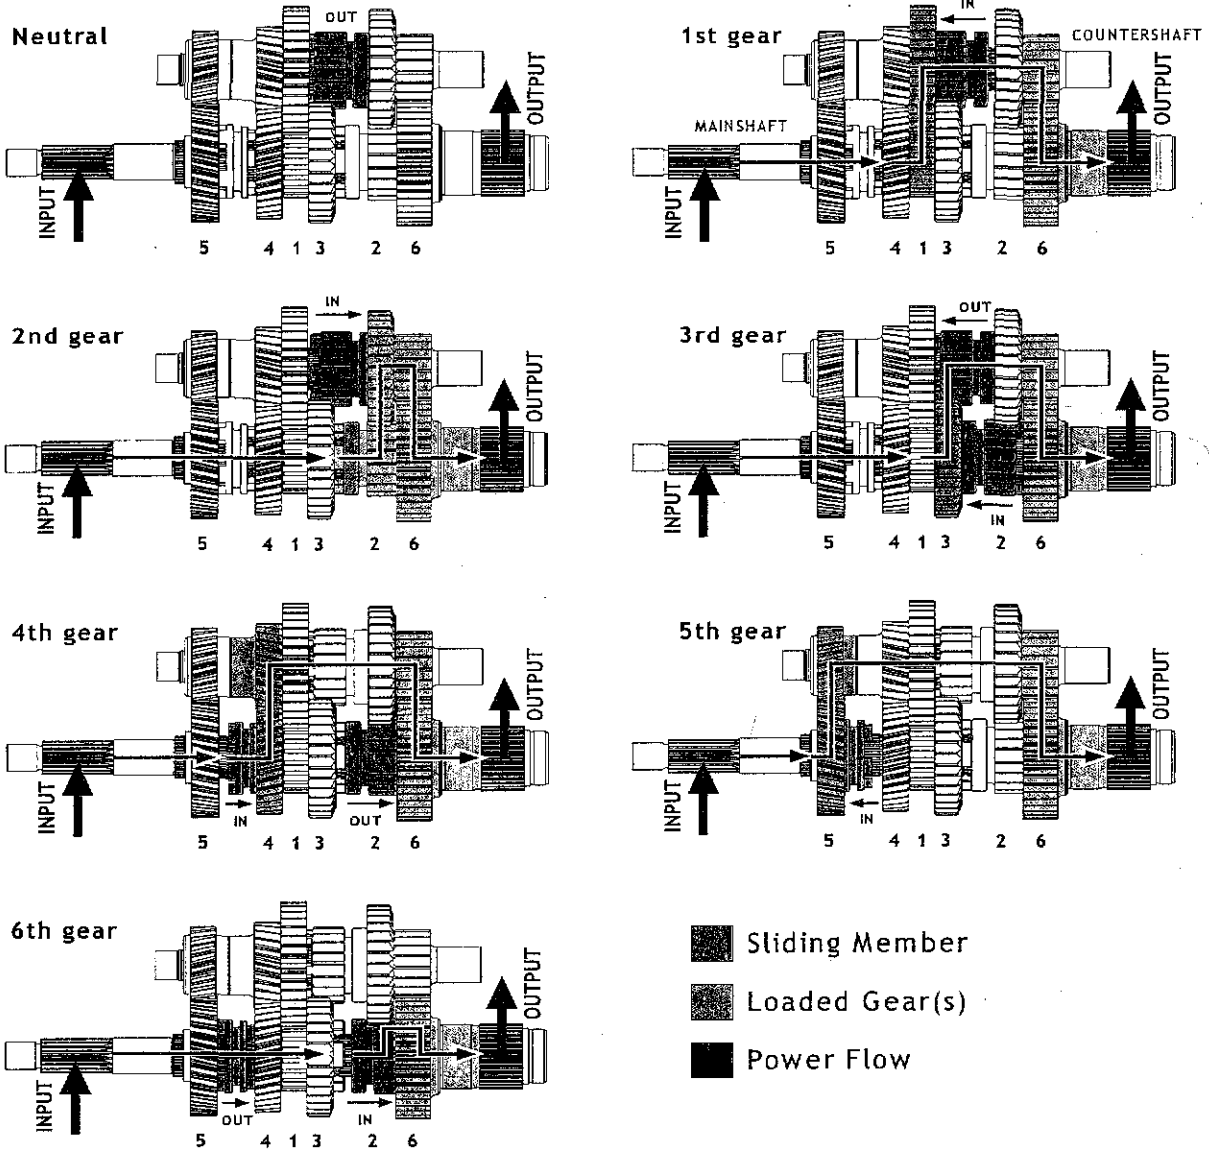 Neutral
OUT
INPUT
OUTPUT
5 4 1 3 2 6
1st gear
IN
COUNTERSHAFT
MAINSHAFT
INPUT
OUTPUT
5 4 1 3 2 6
2nd gear
IN
INPUT
OUTPUT
5 4 1 3 2 6
3rd gear
OUT
IN
INPUT
OUTPUT
5 4 1 3 2 6
4th gear
INPUT
OUTPUT
IN
OUT
5 4 1 3 2 6
5th gear
INPUT
OUTPUT
IN
5 4 1 3 2 6
6th gear
INPUT
OUTPUT
OUT
IN
5 4 1 3 2 6
Sliding Member
Loaded Gear(s)
Power Flow